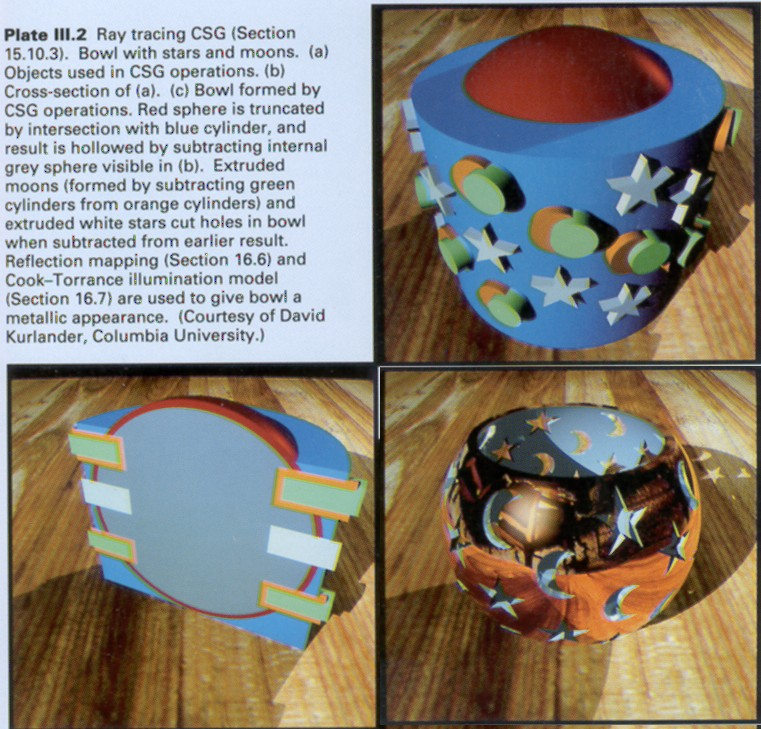 Plate III.2 Ray tracing CSG (Section
15.10.3). Bowl with stars and moons. (a)
Objects used in CSG operations. (b)
Cross-section of (a). (c) Bowl formed by
CSG operations. Red sphere is truncated
by intersection with blue cylinder, and
result is hollowed by subtracting internal
grey sphere visible in (b). Extruded
moons (formed by subtracting green
cylinders from orange cylinders) and
extruded white stars cut holes in bowl
when subtracted from earlier result.
Reflection mapping (Section 16.6) and
Cook–Torrance illumination model
(Section 16.7) are used to give bowl a
metallic appearance. (Courtesy of David
Kurlander, Columbia University.)